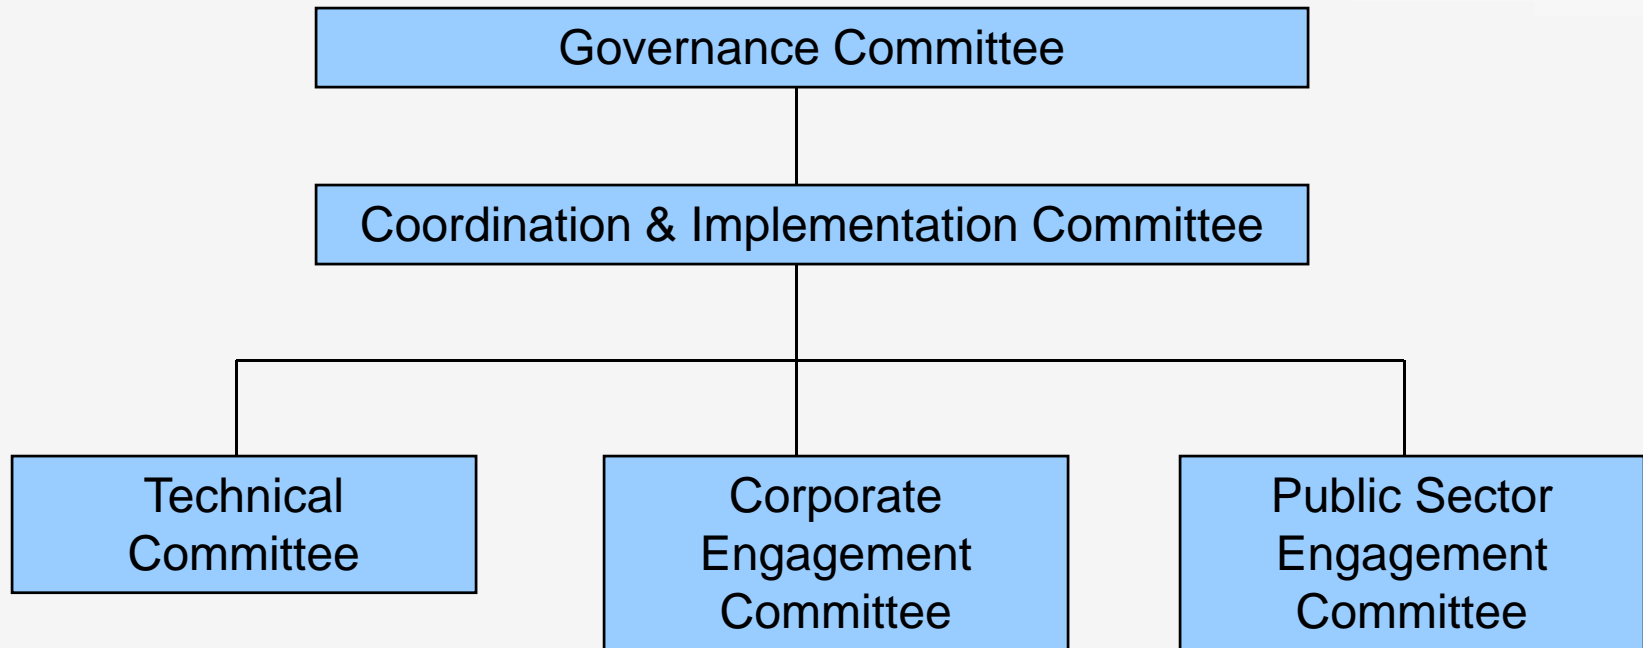 Governance Committee
Coordination & Implementation Committee
Technical
Committee
Corporate
Engagement
Committee
Public Sector
Engagement
Committee